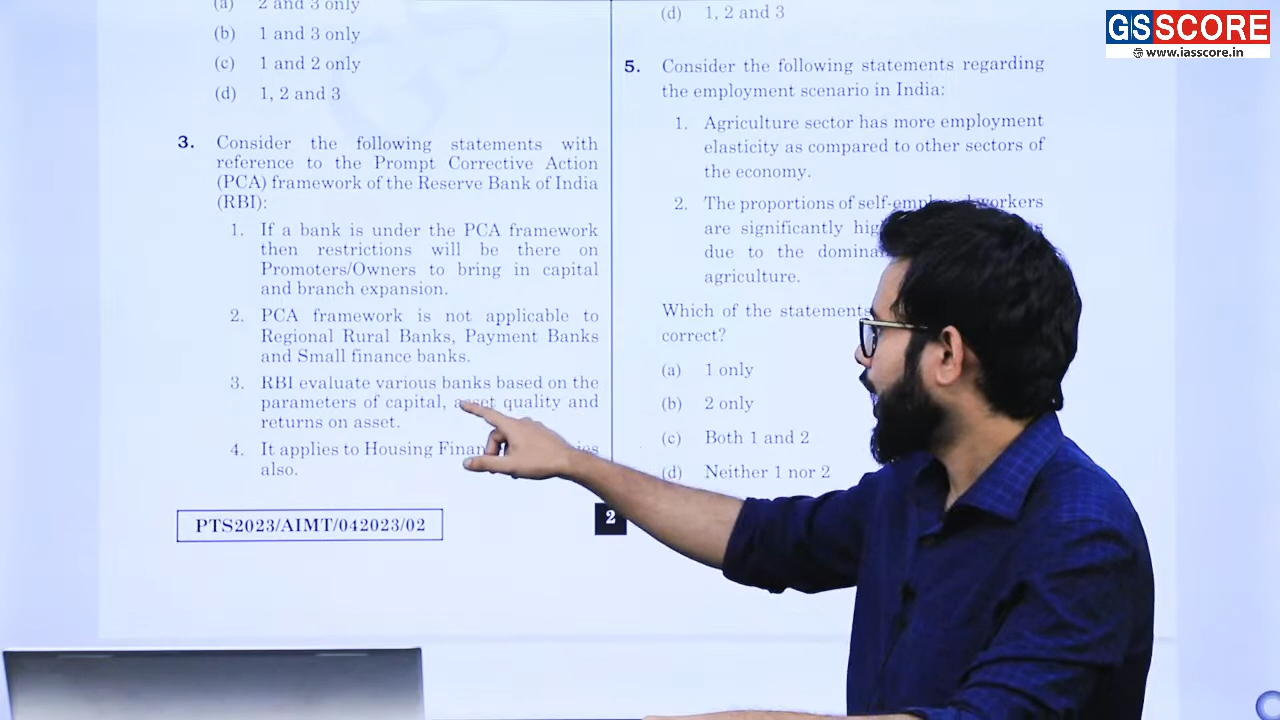 (a) 2 and 3 only
(b) 1 and 3 only
(c) 1 and 2 only
(d) 1, 2 and 3
3. Consider the following statements with
reference to the Prompt Corrective Action
(PCA) framework of the Reserve Bank of India
(RBI):
1. If a bank is under the PCA framework
then restrictions will be there on
Promoters/Owners to bring in capital
and branch expansion.
2. PCA framework is not applicable to
Regional Rural Banks, Payment Banks
and Small finance banks.
3. RBI evaluate various banks based on the
parameters of capital, asset quality and
returns on asset.
4. It applies to Housing
also.
PTS2023/AIMT/042023/02
2
(d) 1, 2 and 3
5. Consider the following statements regarding
the employment scenario in India:
1. Agriculture sector has more employment
elasticity as compared to other sectors of
the economy.
2. The proportions of self-employed workers
are significantly
due to the
agriculture.
Which of the statements
correct?
(a) 1 only
(b) 2 only
(c) Both 1 and 2
(d) Neither 1 nor 2
GSSCORE
www.iasscore.in